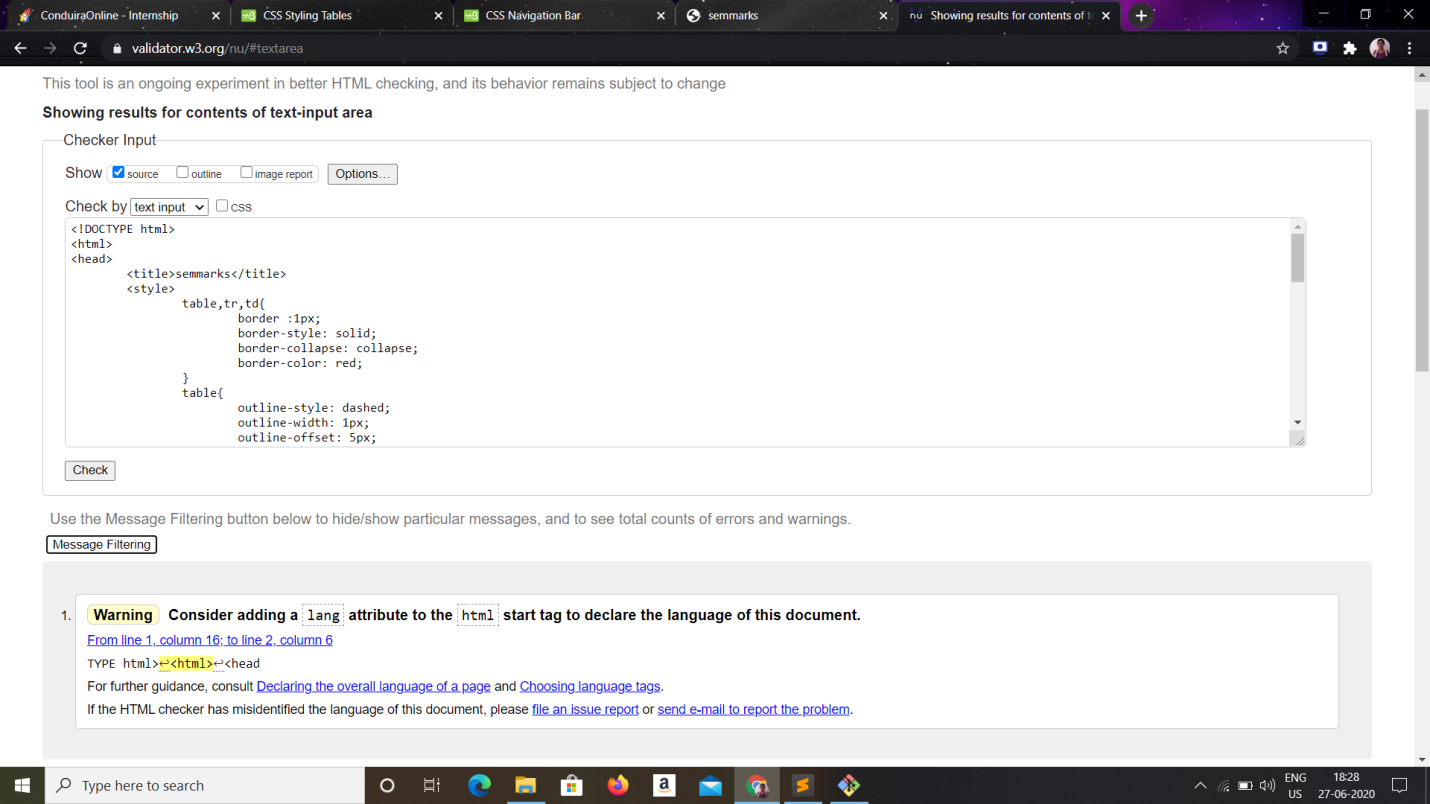 ConduiraOnline - Internship
CSS Styling Tables
CSS Navigation Bar
semmarks
Showing results for contents of t
validator.w3.org/nu/#textarea
This tool is an ongoing experiment in better HTML checking, and its behavior remains subject to change
Showing results for contents of text-input area
Checker Input
Show source outline image report Options...
Check by text input CSS
<!DOCTYPE html>
<html>
<head>
<title>semmarks</title>
<style>
table,tr,td{
border :1px;
border-style: solid;
border-collapse: collapse;
border-color: red;
}
table{
outline-style: dashed;
outline-width: 1px;
outline-offset: 5px;
Check
Use the Message Filtering button below to hide/show particular messages, and to see total counts of errors and warnings.
Message Filtering
1. Warning Consider adding a lang attribute to the html start tag to declare the language of this document.
From line 1, column 16; to line 2, column 6
TYPE html>↩<html>↩<head
For further guidance, consult Declaring the overall language of a page and Choosing language tags.
If the HTML checker has misidentified the language of this document, please file an issue report or send e-mail to report the problem.
Type here to search
ENG
US
18:28
27-06-2020